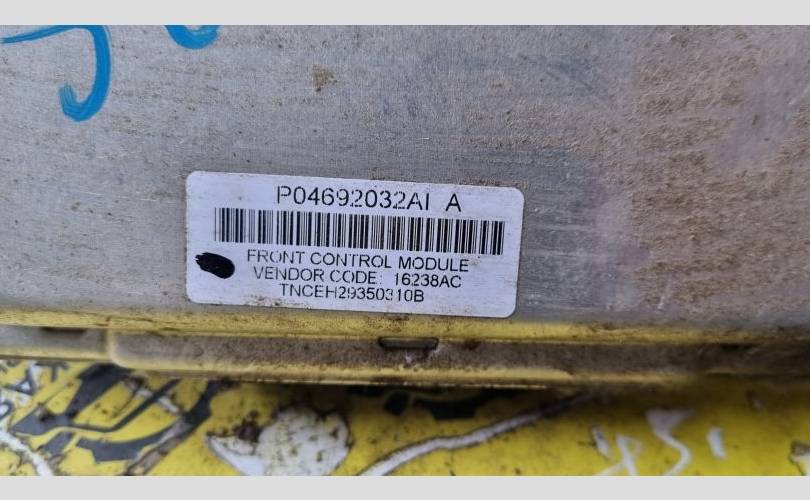 P04692032AI A
FRONT CONTROL MODULE
VENDOR CODE: 16238AC
TNCEH29350310B